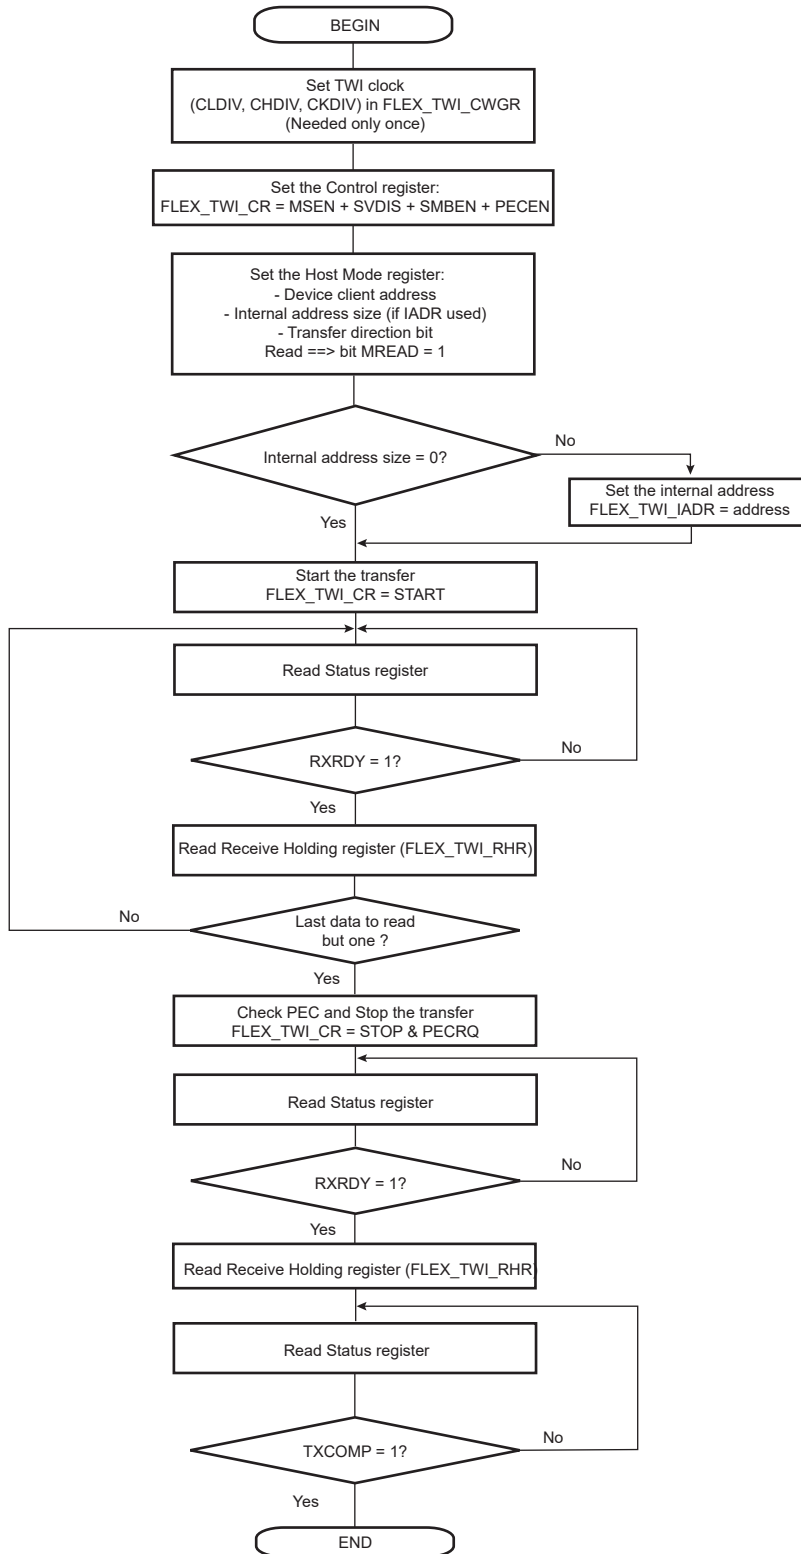 BEGIN
Set TWI clock
(CLDIV, CHDIV, CKDIV) in FLEX_TWI_CWGR
(Needed only once)
Set the Control register:
FLEX_TWI_CR = MSEN + SVDIS + SMBEN + PECEN
Set the Host Mode register:
- Device client address
- Internal address size (if IADR used)
- Transfer direction bit
Read ==> bit MREAD = 1
Internal address size = 0?
No
Set the internal address
FLEX_TWI_IADR = address
Yes
Start the transfer
FLEX_TWI_CR = START
Read Status register
RXRDY = 1?
No
Yes
Read Receive Holding register (FLEX_TWI_RHR)
Last data to read
but one ?
No
Yes
Check PEC and Stop the transfer
FLEX_TWI_CR = STOP & PECRQ
Read Status register
RXRDY = 1?
No
Yes
Read Receive Holding register (FLEX_TWI_RHR)
Read Status register
TXCOMP = 1?
No
Yes
END